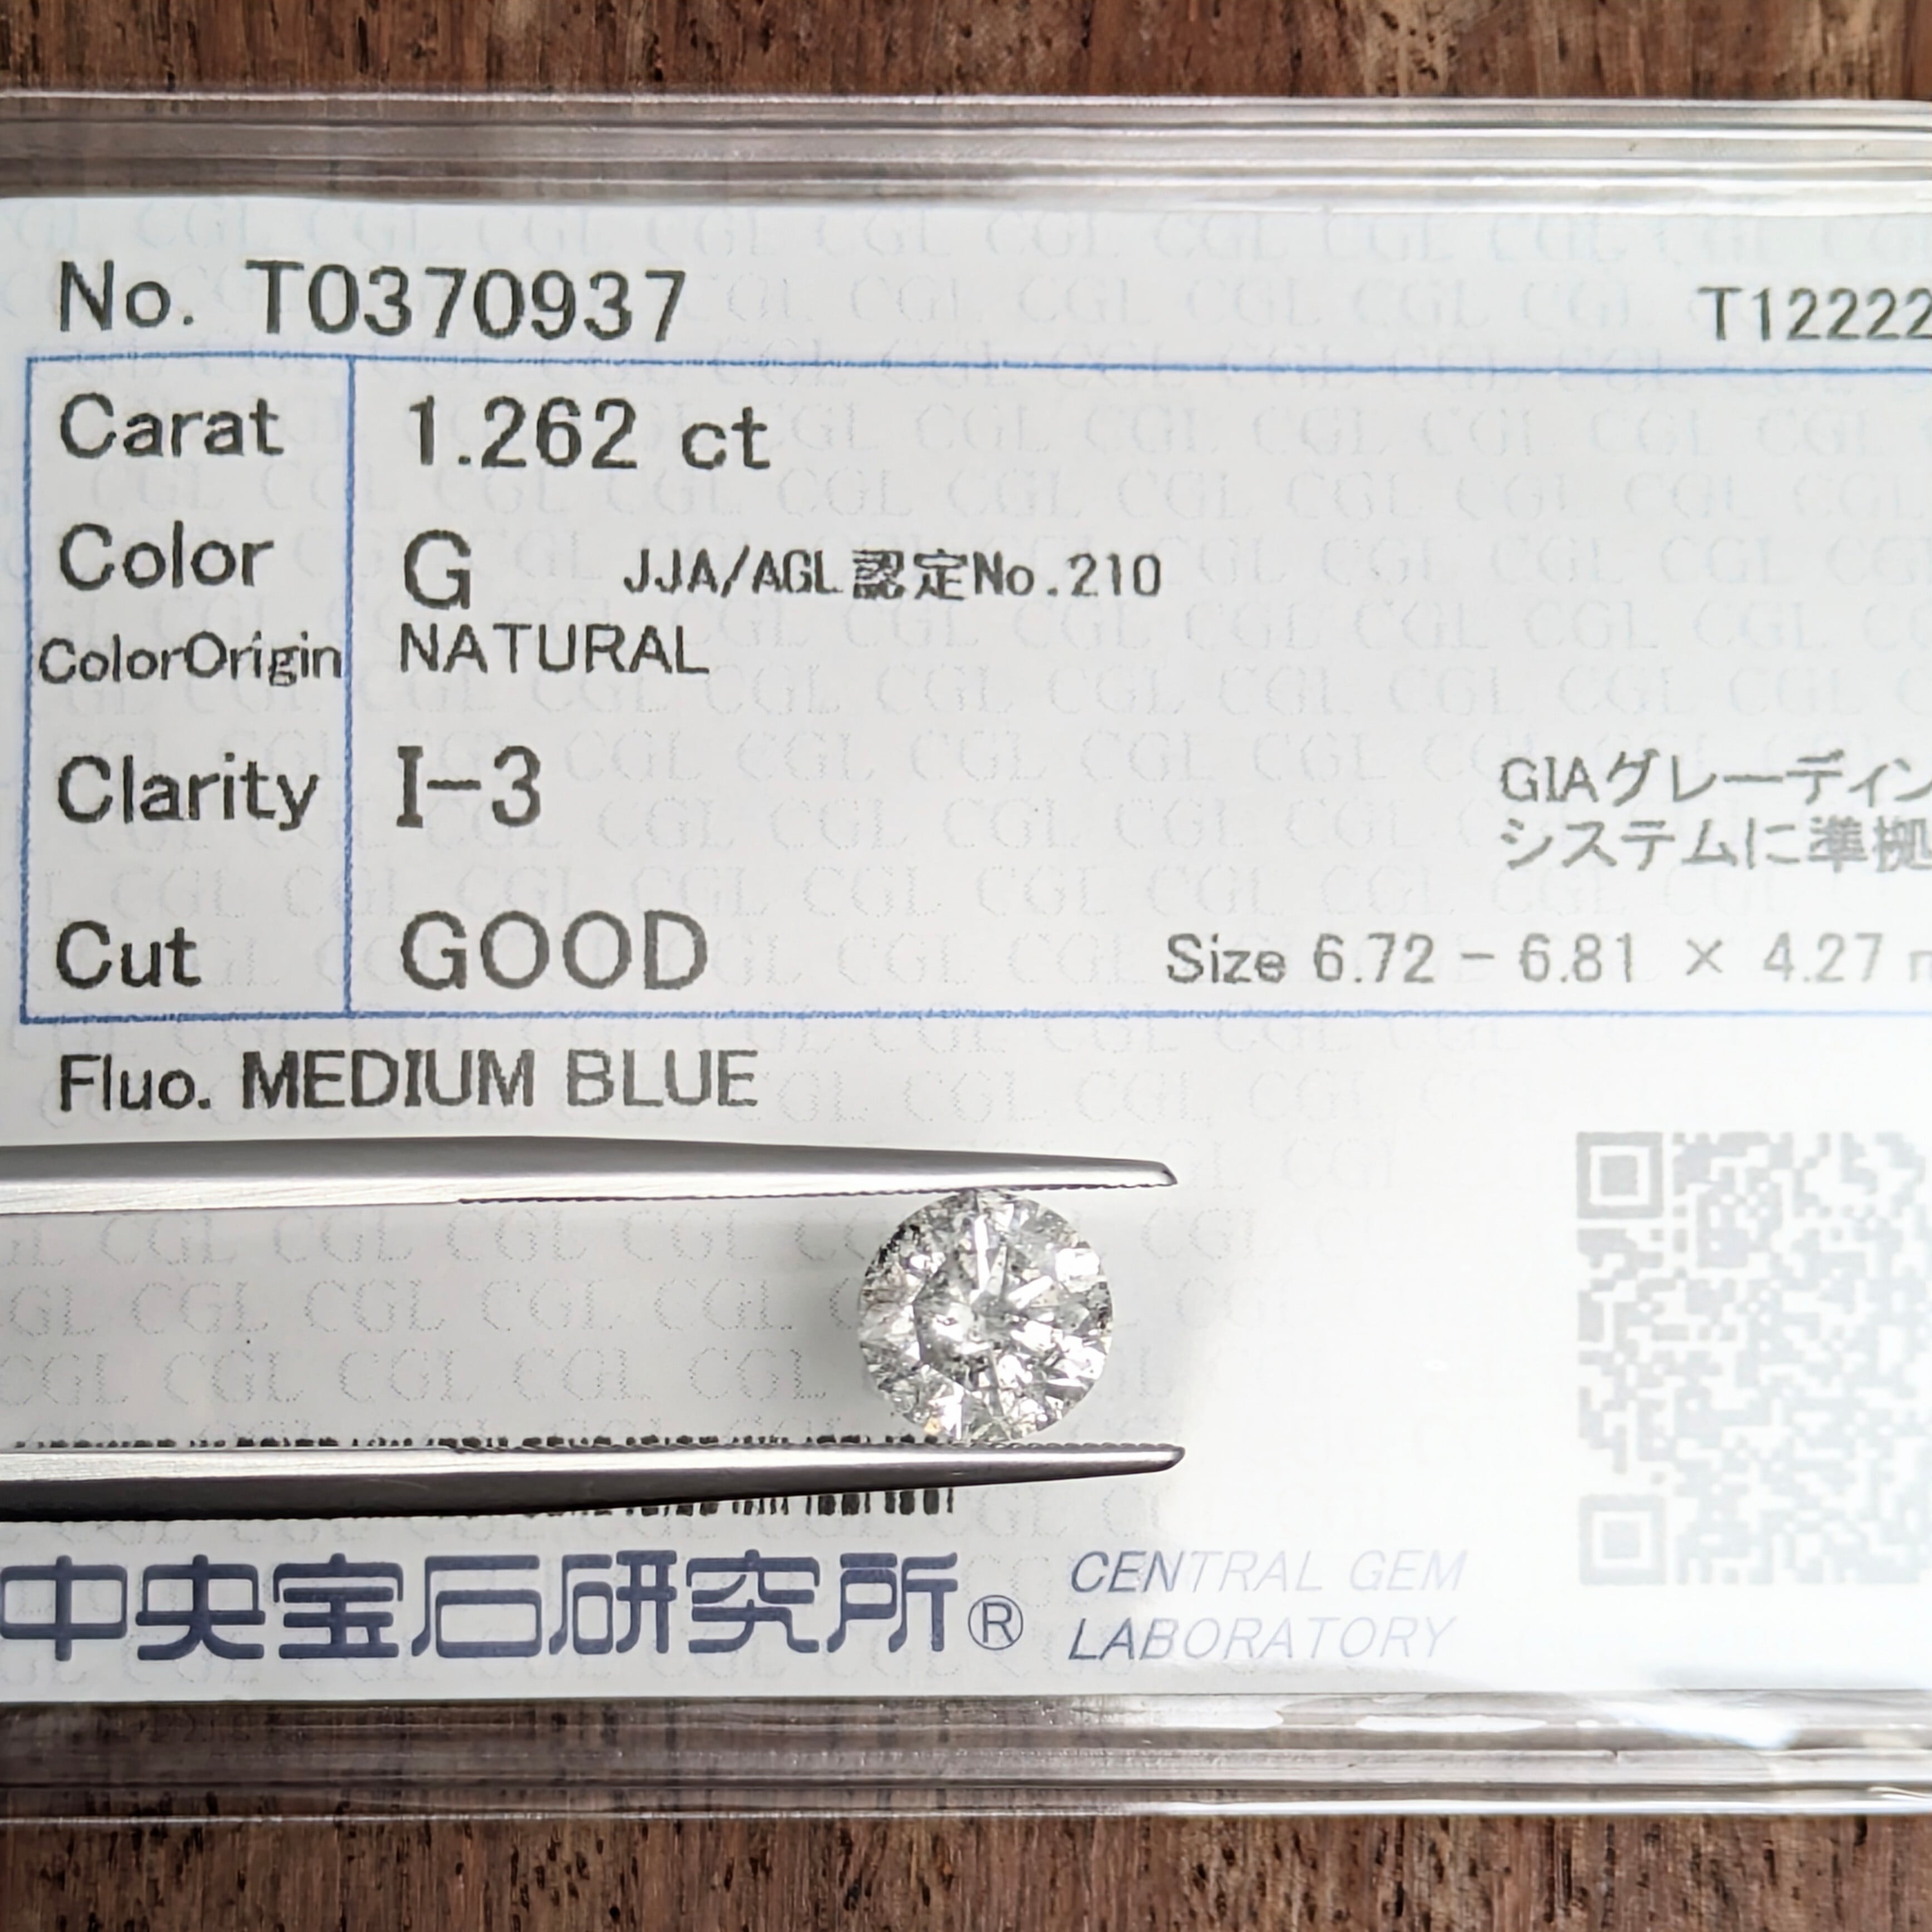 No. T0370937
T12222
Carat 1.262 ct
Color G JJA/AGL認定No.210
ColorOrigin NATURAL
Clarity I-3
GIAグレーディン
システムに準拠
Cut GOOD Size 6.72 - 6.81 × 4.27
Fluo. MEDIUM BLUE
中央宝石研究所® CENTRAL GEM
LABORATORY